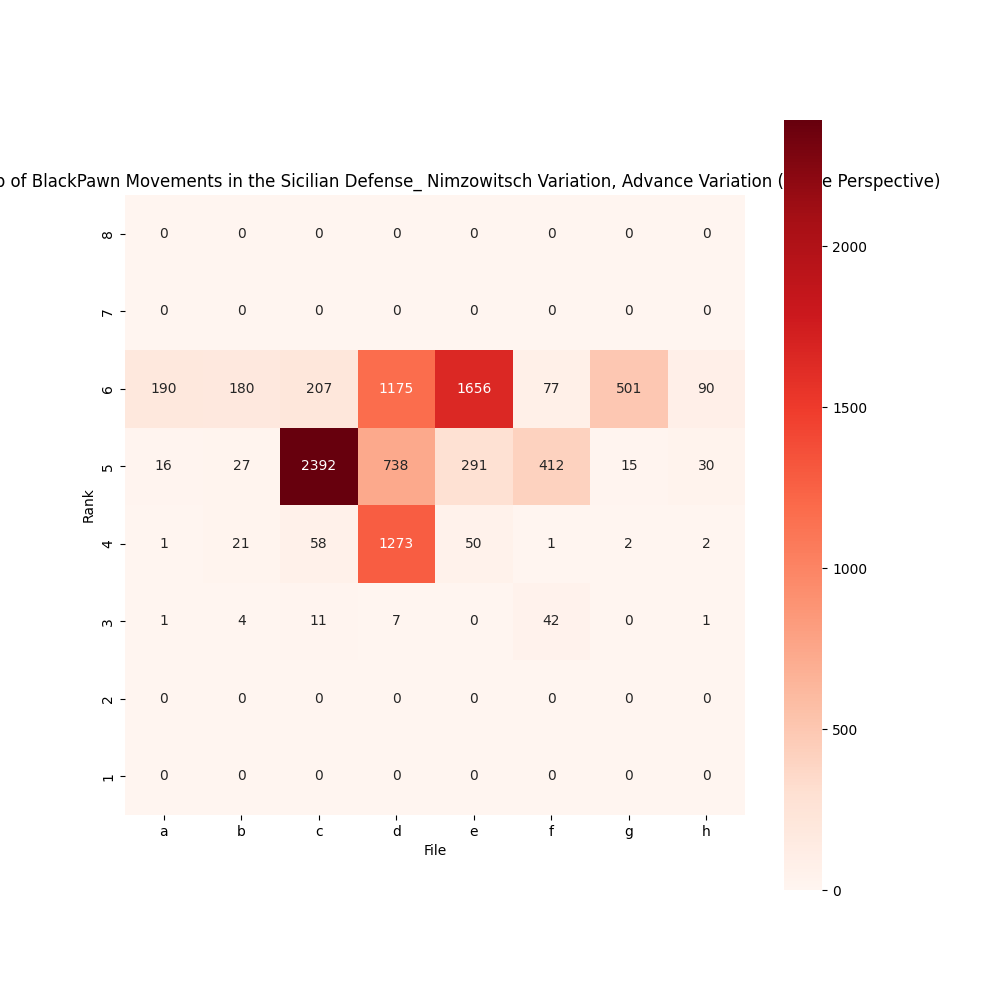 of BlackPawn Movements in the Sicilian Defense_ Nimzowitsch Variation, Advance Variation ( e Perspective)
8 0 0 0 0 0 0 0 0
7 0 0 0 0 0 0 0 0
6 190 180 207 1175 1656 77 501 90
5 16 27 2392 738 291 412 15 30
4 1 21 58 1273 50 1 2 2
3 1 4 11 7 0 42 0 1
2 0 0 0 0 0 0 0 0
1 0 0 0 0 0 0 0 0
a b c d e f g h
File
Rank
2000
1500
1000
500
0